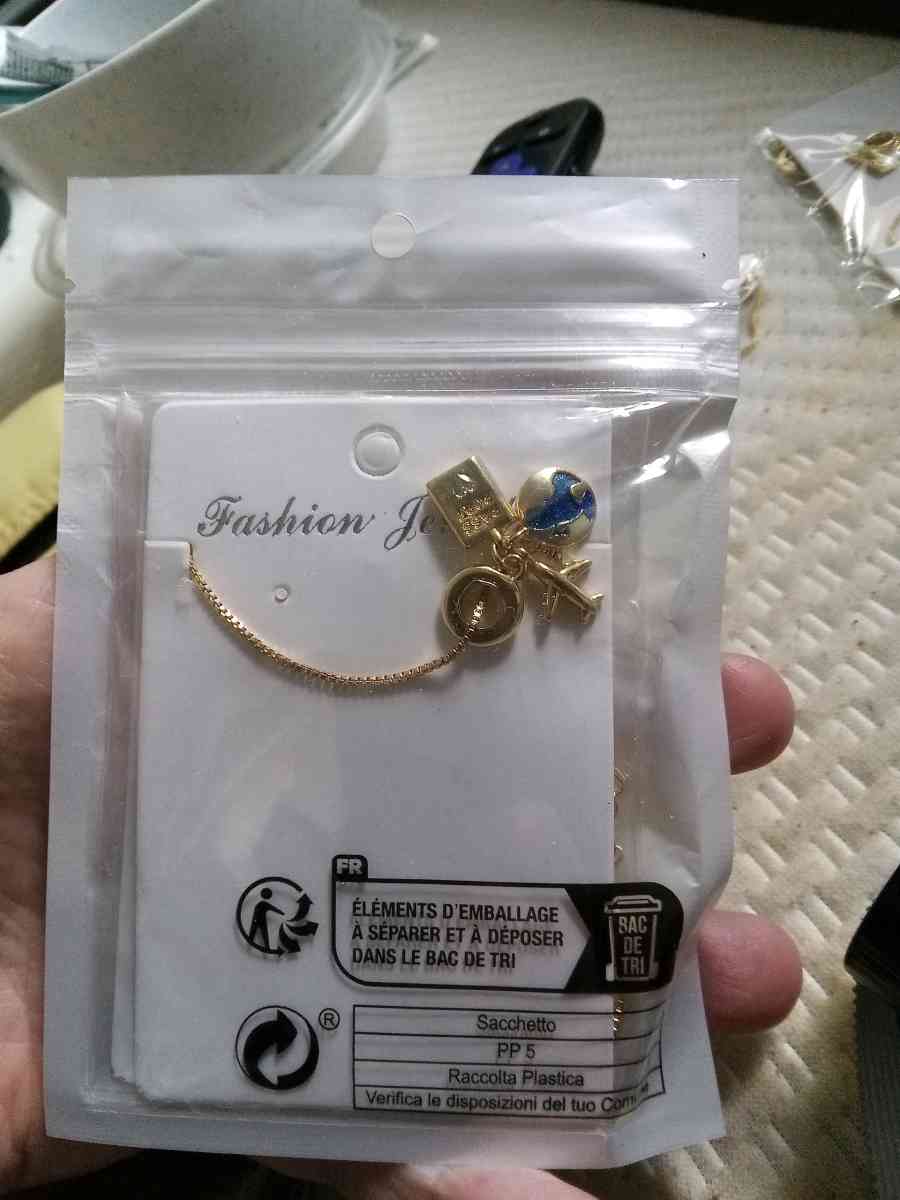 Fashion Je
FR
ÉLÉMENTS D'EMBALLAGE
À SÉPARER ET À DÉPOSER
DANS LE BAC DE TRI
BAC
DE
TRI
®
Sacchetto
PP 5
Raccolta Plastica
Verifica le disposizioni del tuo Com